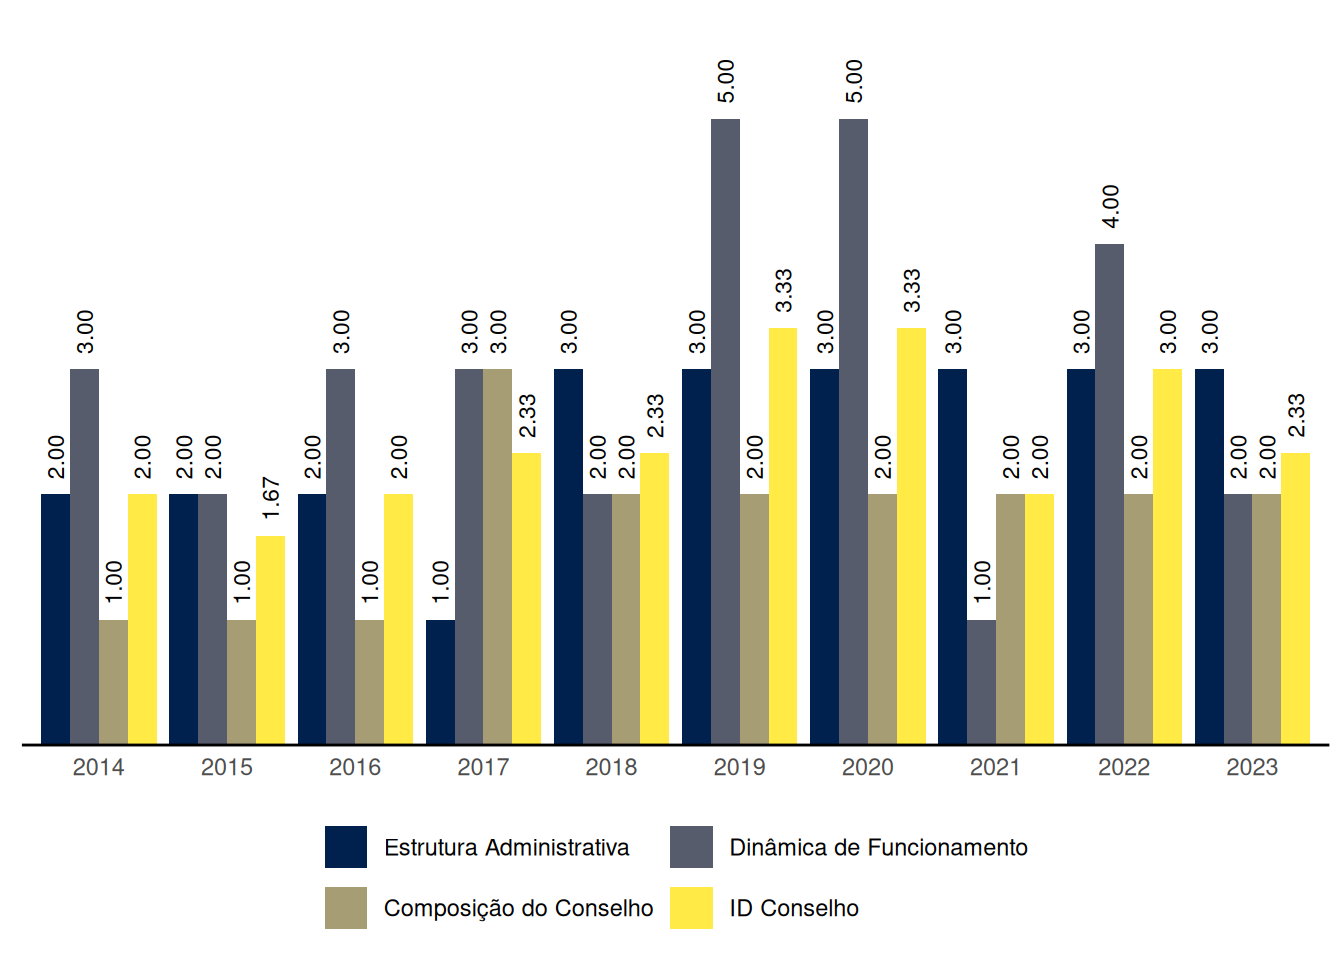 2.00 3.00 1.00 2.00 2.00 2.00 1.00 1.67 2.00 3.00 1.00 2.00 1.00 3.00 3.00 2.33 3.00 2.00 2.00 2.33 3.00 5.00 2.00 3.33 3.00 5.00 2.00 3.33 3.00 1.00 2.00 2.00 3.00 4.00 2.00 3.00 3.00 2.00 2.00 2.33
2014 2015 2016 2017 2018 2019 2020 2021 2022 2023
Estrutura Administrativa Dinâmica de Funcionamento
Composição do Conselho ID Conselho